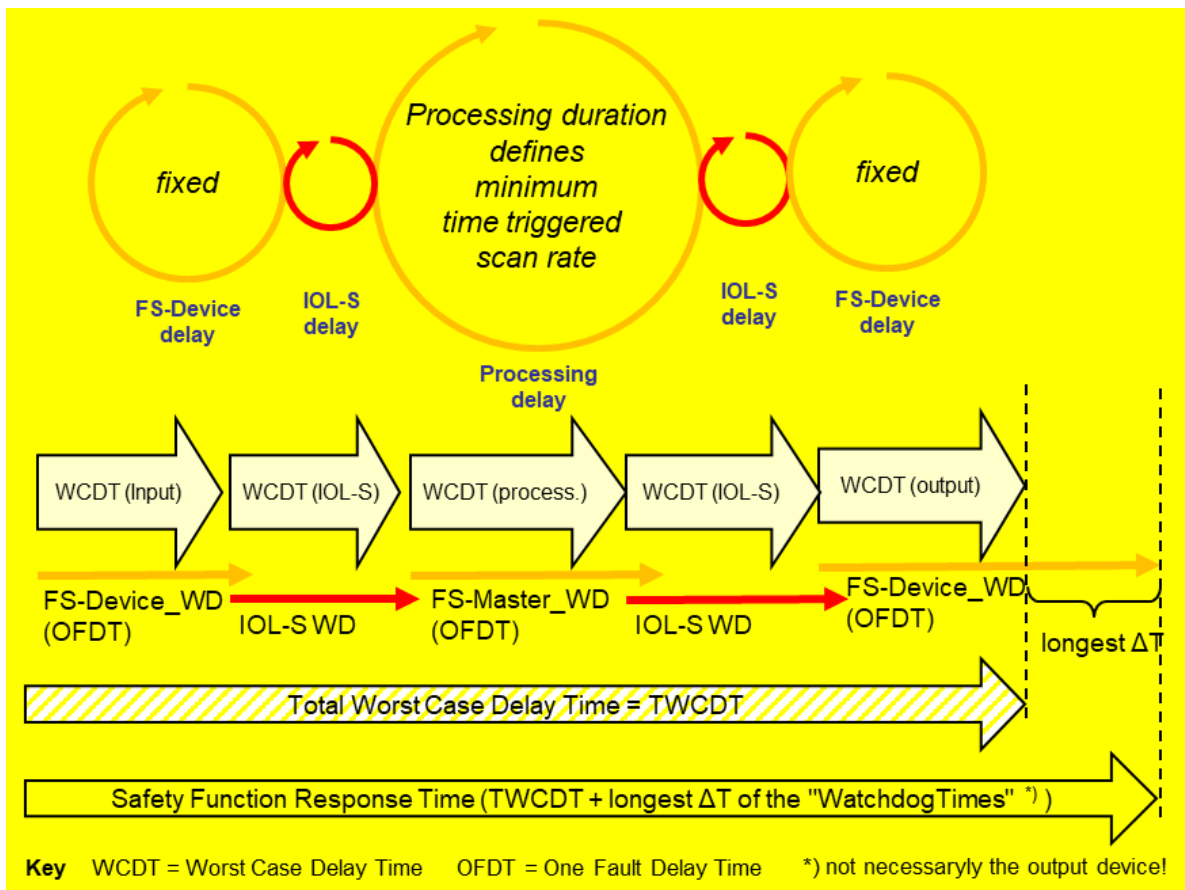 fixed
Processing duration
defines
minimum
time triggered
scan rate
fixed
FS-Device
delay
IOL-S
delay
Processing
delay
IOL-S
delay
FS-Device
delay
WCDT (Input)
WCDT (IOL-S)
WCDT (process.)
WCDT (IOL-S)
WCDT (output)
FS-Device_WD
(OFDT)
IOL-S WD
FS-Master_WD
(OFDT)
IOL-S WD
FS-Device_WD
(OFDT)
longest ΔT
Total Worst Case Delay Time = TWCDT
Safety Function Response Time (TWCDT + longest ΔT of the "WatchdogTimes" *) )
Key WCDT = Worst Case Delay Time OFDT = One Fault Delay Time *) not necessaryly the output device!